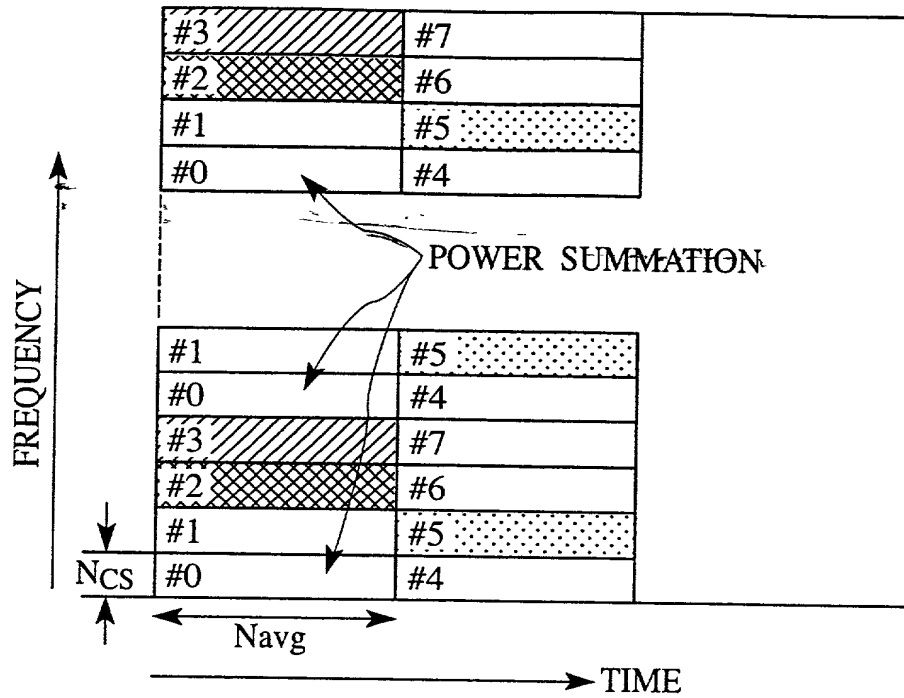 #3 #7
#2 #6
#1 #5
#0 #4
POWER SUMMATION
FREQUENCY
#1 #5
#0 #4
#3 #7
#2 #6
#1 #5
NCS #0 #4
Navg
TIME